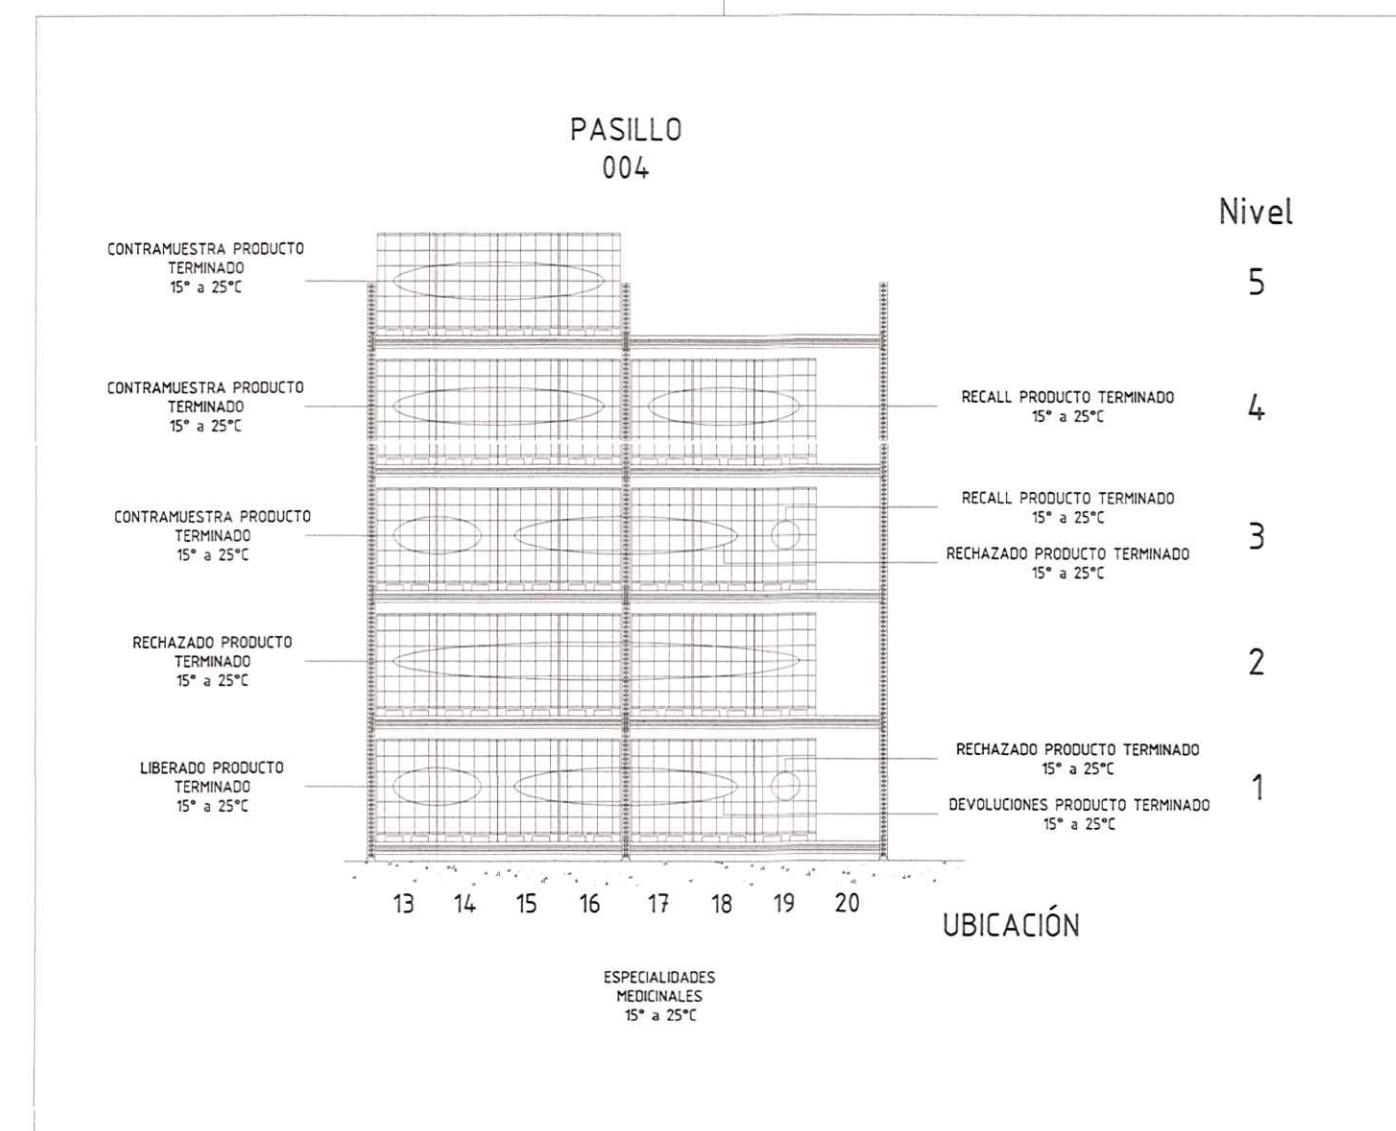 PASILLO
004
Nivel
CONTRAMUESTRA PRODUCTO
TERMINADO
15° a 25°C
5
CONTRAMUESTRA PRODUCTO
TERMINADO
15° a 25°C
RECALL PRODUCTO TERMINADO
15° a 25°C
4
CONTRAMUESTRA PRODUCTO
TERMINADO
15° a 25°C
RECALL PRODUCTO TERMINADO
15° a 25°C
RECHAZADO PRODUCTO TERMINADO
15° a 25°C
3
RECHAZADO PRODUCTO
TERMINADO
15° a 25°C
2
LIBERADO PRODUCTO
TERMINADO
15° a 25°C
RECHAZADO PRODUCTO TERMINADO
15° a 25°C
DEVOLUCIONES PRODUCTO TERMINADO
15° a 25°C
1
13 14 15 16 17 18 19 20
UBICACIÓN
ESPECIALIDADES
MEDICINALES
15° a 25°C